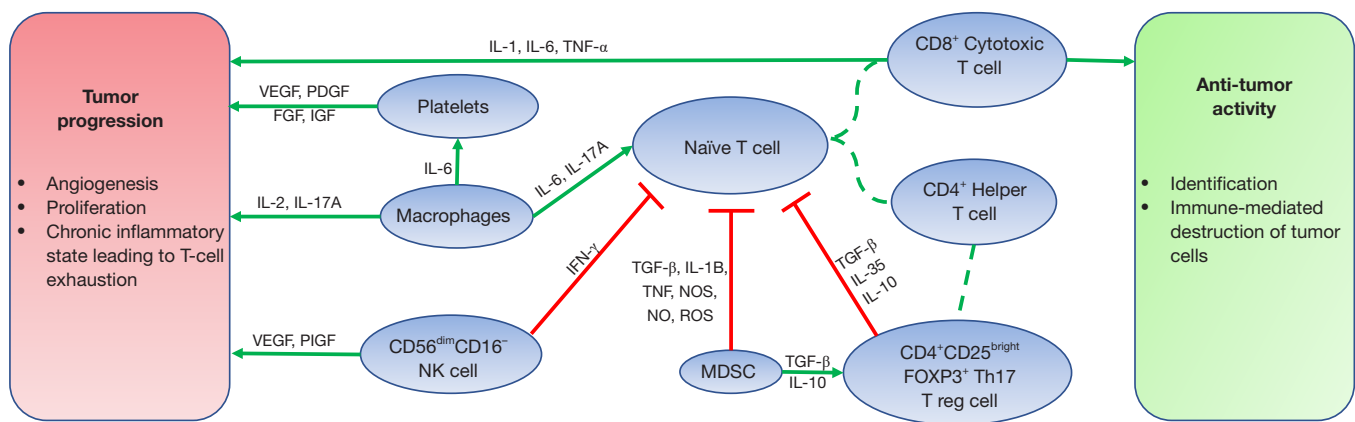 Tumor
progression
• Angiogenesis
• Proliferation
• Chronic inflammatory
state leading to T-cell
exhaustion
IL-1, IL-6, TNF-α
VEGF, PDGF
FGF, IGF
Platelets
IL-6
IL-6, IL-17A
IL-2, IL-17A
Macrophages
VEGF, PIGF
CD56ᵈⁱᵐCD16⁻
NK cell
IFN-γ
Naïve T cell
TGF-β, IL-1B,
TNF, NOS,
NO, ROS
MDSC
TGF-β
IL-10
TGF-β
IL-35
IL-10
CD8⁺ Cytotoxic
T cell
CD4⁺ Helper
T cell
CD4⁺CD25ᵇʳⁱᵍʰᵗ
FOXP3⁺ Th17
T reg cell
Anti-tumor
activity
• Identification
• Immune-mediated
destruction of tumor
cells